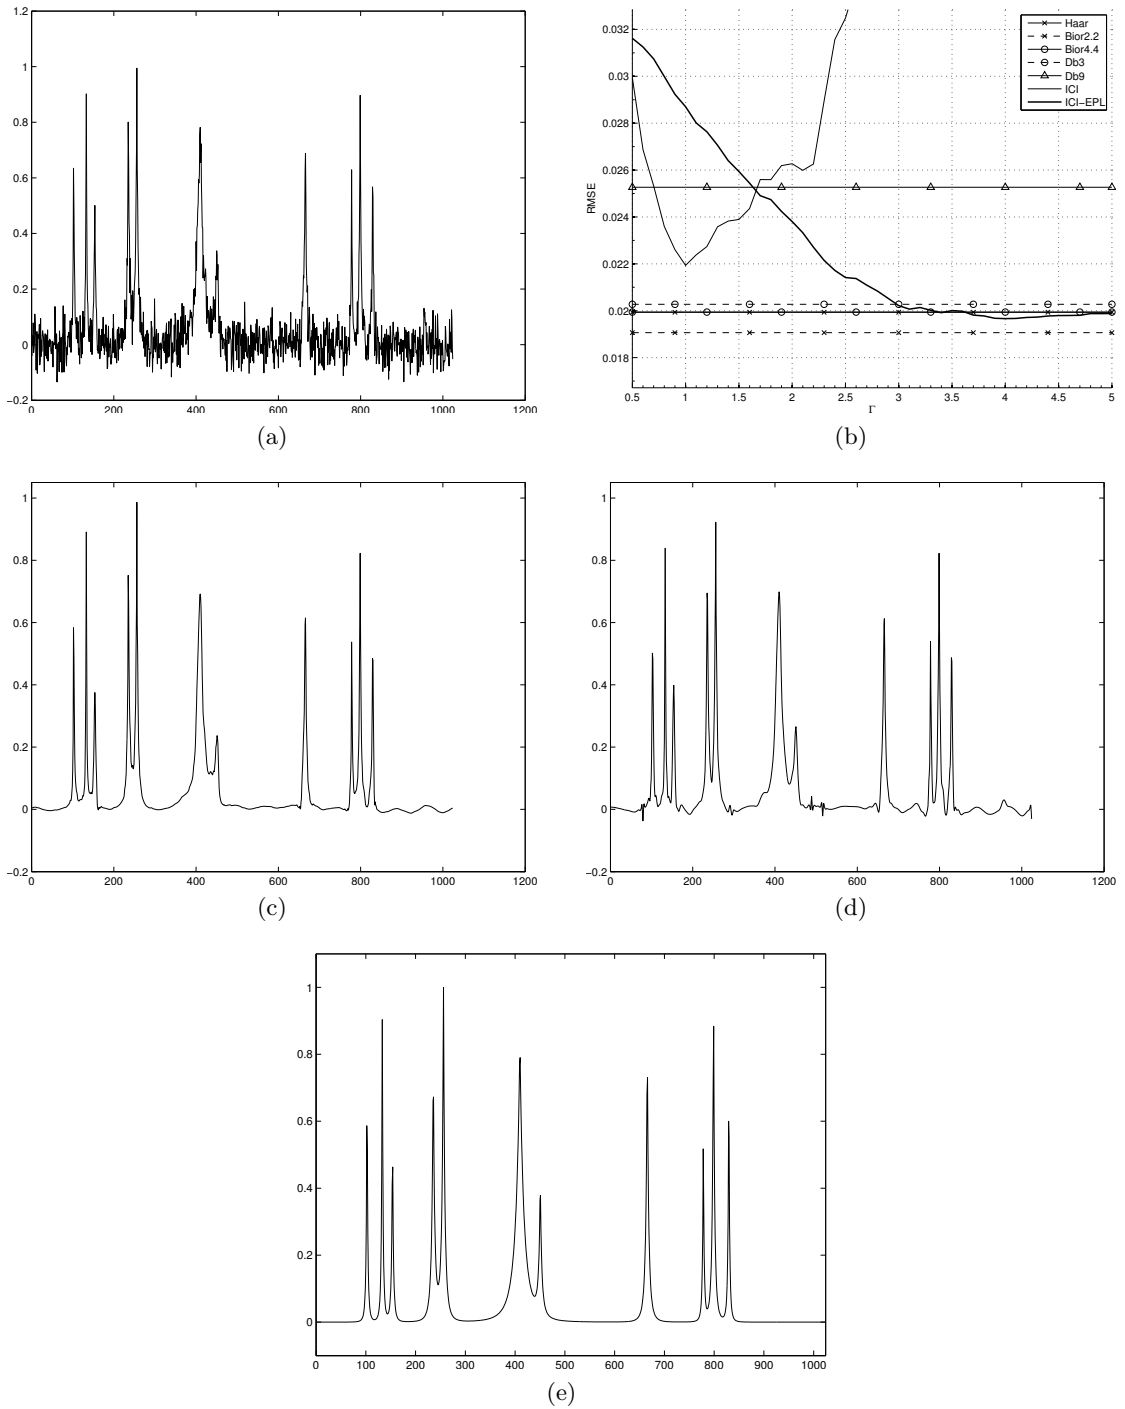 1.2
1
0.8
0.6
0.4
0.2
0
−0.2
0 200 400 600 800 1000 1200
(a)
0.032
0.03
0.028
0.026
0.024
0.022
0.02
0.018
RMSE
0.5 1 1.5 2 2.5 3 3.5 4 4.5 5
Γ
Haar
Bior2.2
Bior4.4
Db3
Db9
ICI
ICI−EPL
(b)
1
0.8
0.6
0.4
0.2
0
−0.2
0 200 400 600 800 1000 1200
(c)
1
0.8
0.6
0.4
0.2
0
−0.2
0 200 400 600 800 1000 1200
(d)
1
0.8
0.6
0.4
0.2
0
0 100 200 300 400 500 600 700 800 900 1000
(e)